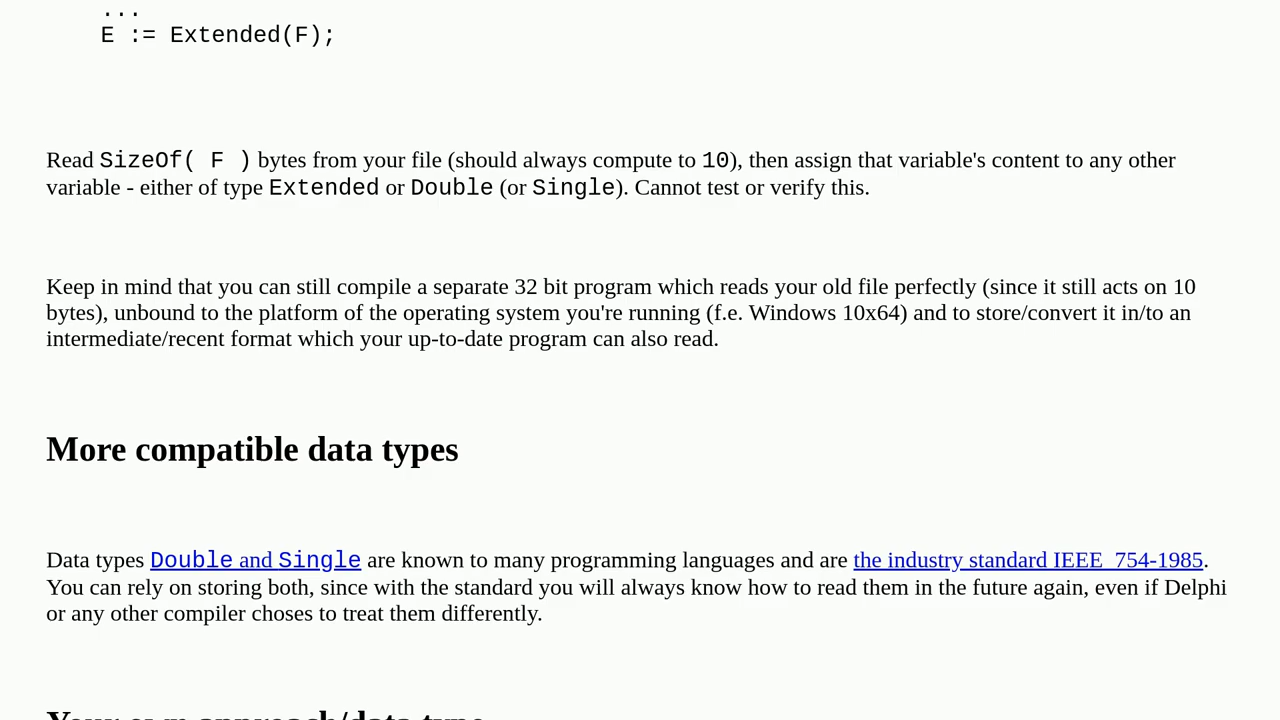 ...
E := Extended(F);
Read SizeOf( F ) bytes from your file (should always compute to 10), then assign that variable's content to any other
variable - either of type Extended or Double (or Single). Cannot test or verify this.
Keep in mind that you can still compile a separate 32 bit program which reads your old file perfectly (since it still acts on 10
bytes), unbound to the platform of the operating system you're running (f.e. Windows 10x64) and to store/convert it in/to an
intermediate/recent format which your up-to-date program can also read.
More compatible data types
Data types Double and Single are known to many programming languages and are the industry standard IEEE 754-1985.
You can rely on storing both, since with the standard you will always know how to read them in the future again, even if Delphi
or any other compiler choses to treat them differently.
Your own approach/data type